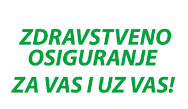 ZDRAVSTVENO
OSIGURANJE
ZA VAS I UZ VAS!